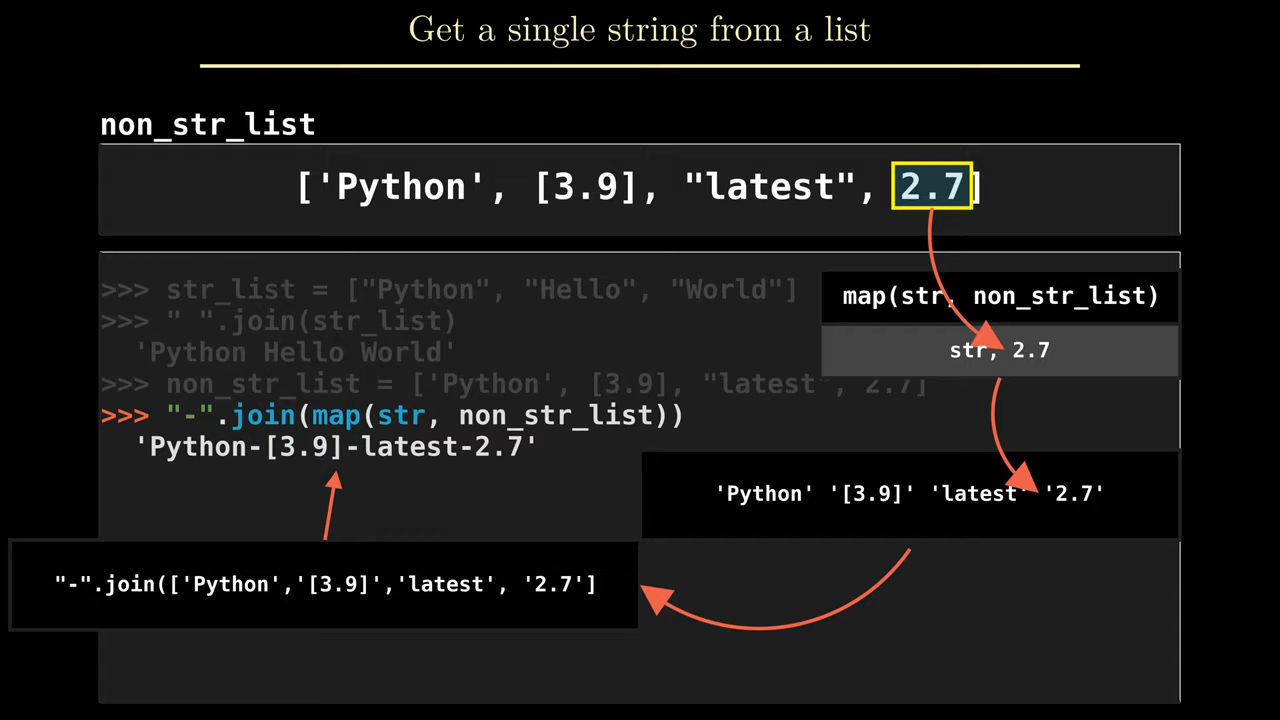 Get a single string from a list
non_str_list
['Python', [3.9], "latest", 2.7]
>>> str_list = ["Python", "Hello", "World"]
>>> " ".join(str_list)
'Python Hello World'
>>> non_str_list = ['Python', [3.9], "latest", 2.7]
>>> "-".join(map(str, non_str_list))
'Python-[3.9]-latest-2.7'
map(str, non_str_list)
str, 2.7
'Python' '[3.9]' 'latest' '2.7'
"-".join(['Python','[3.9]','latest', '2.7']